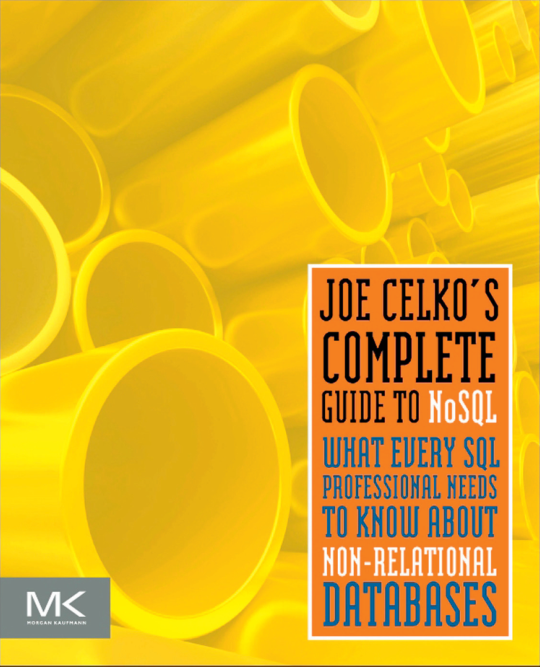 JOE CELKO'S
COMPLETE
GUIDE TO NoSQL
WHAT EVERY SQL
PROFESSIONAL NEEDS
TO KNOW ABOUT
NON-RELATIONAL
DATABASES
MK
MORGAN KAUFMANN